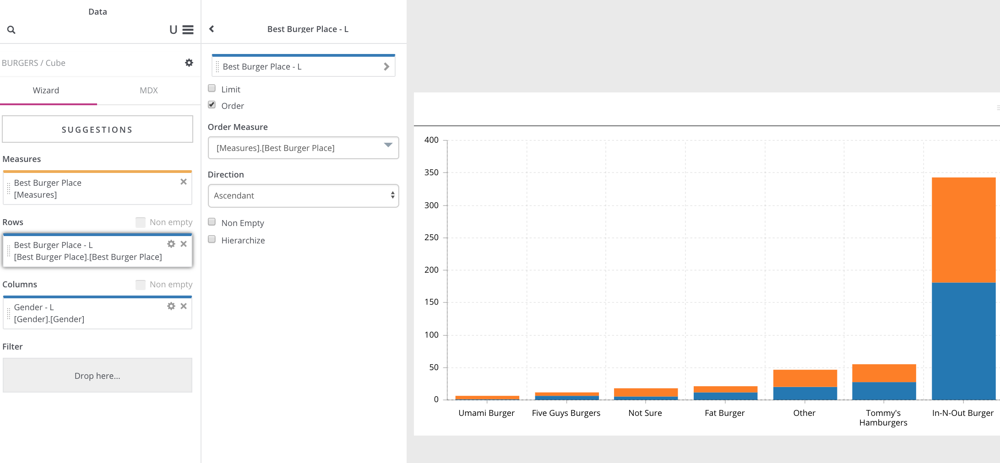 Data
U
BURGERS / Cube
Wizard
MDX
SUGGESTIONS
Measures
Best Burger Place
[Measures]
Rows
Non empty
Best Burger Place - L
[Best Burger Place].[Best Burger Place]
Columns
Non empty
Gender - L
[Gender].[Gender]
Filter
Drop here...
Best Burger Place - L
Best Burger Place - L
Limit
Order
Order Measure
[Measures].[Best Burger Place]
Direction
Ascendant
Non Empty
Hierarchize
400
350
300
250
200
150
100
50
0
Umami Burger
Five Guys Burgers
Not Sure
Fat Burger
Other
Tommy's
Hamburgers
In-N-Out Burger